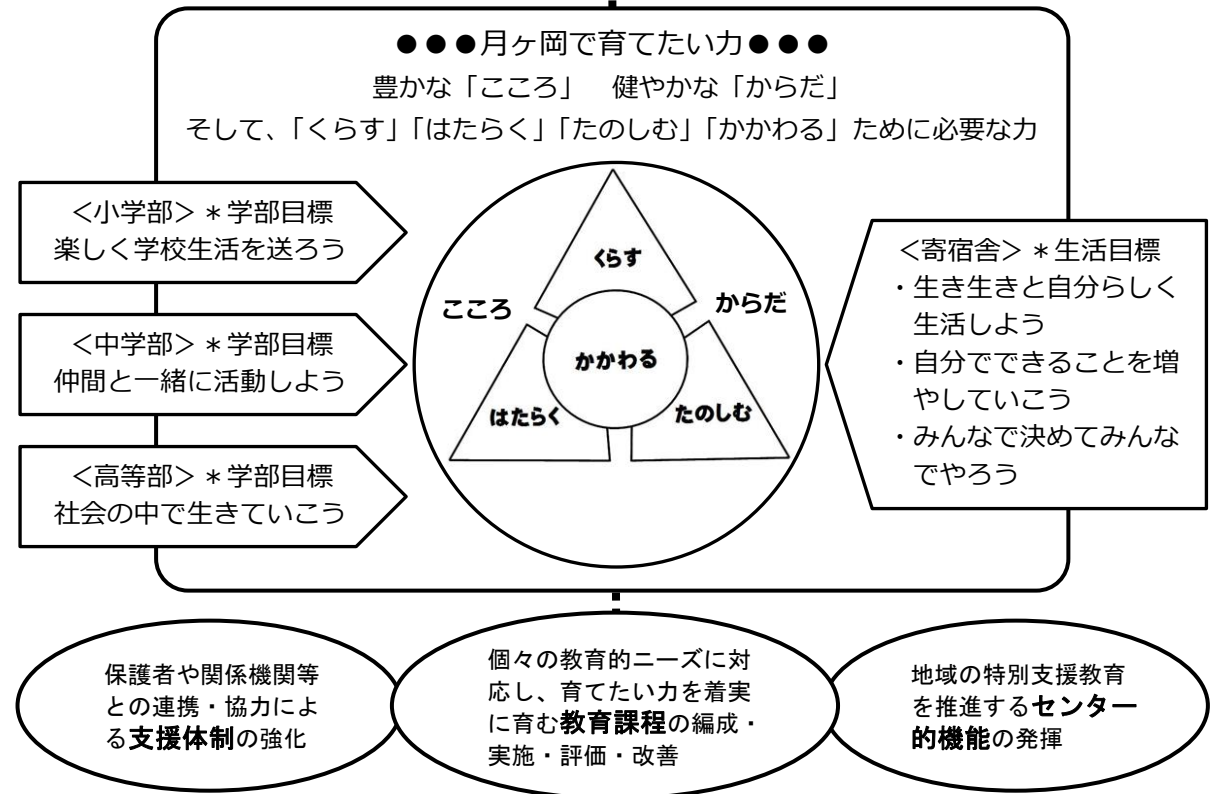 ●●●月ヶ岡で育てたい力●●●
豊かな「こころ」　健やかな「からだ」
そして、「くらす」「はたらく」「たのしむ」「かかわる」ために必要な力
＜小学部＞＊学部目標
楽しく学校生活を送ろう
＜中学部＞＊学部目標
仲間と一緒に活動しよう
＜高等部＞＊学部目標
社会の中で生きていこう
くらす
こころ
からだ
かかわる
はたらく
たのしむ
＜寄宿舎＞＊生活目標
・生き生きと自分らしく
生活しよう
・自分でできることを増
やしていこう
・みんなで決めてみんな
でやろう
保護者や関係機関等
との連携・協力によ
る支援体制の強化
個々の教育的ニーズに対
応し、育てたい力を着実
に育む教育課程の編成・
実施・評価・改善
地域の特別支援教育
を推進するセンター
的機能の発揮